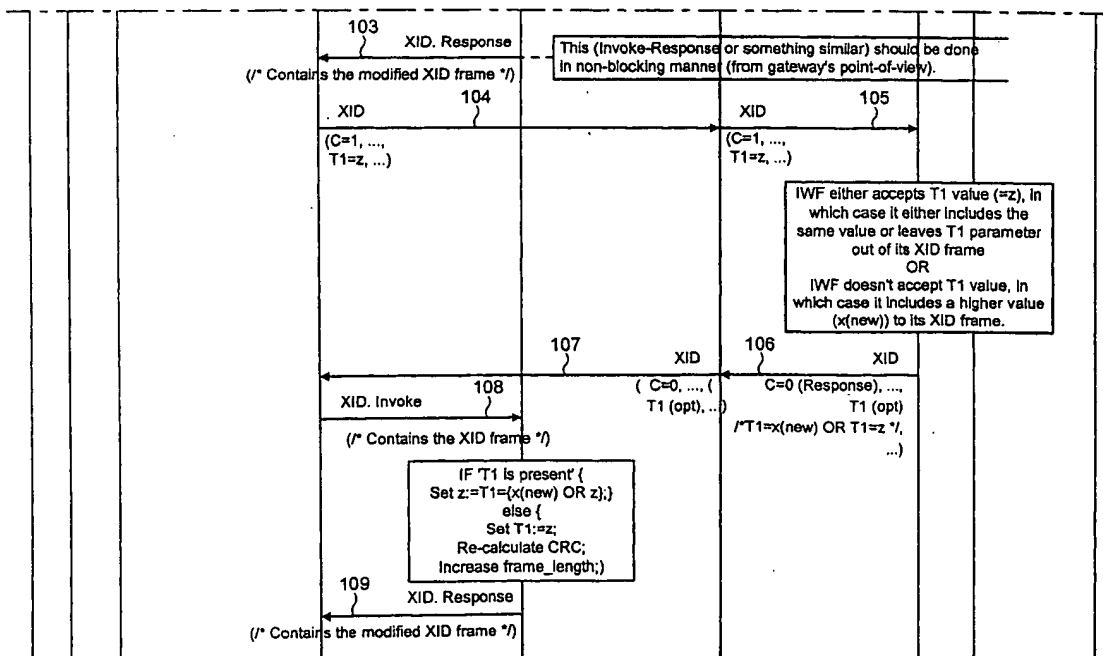 103
XID. Response
(/* Contains the modified XID frame */)
This (Invoke-Response or something similar) should be done
in non-blocking manner (from gateway's point-of-view).
104
XID
(C=1, ...,
T1=z, ...)
105
XID
(C=1, ...,
T1=z, ...)
IWF either accepts T1 value (=z), in
which case it either includes the
same value or leaves T1 parameter
out of its XID frame
OR
IWF doesn't accept T1 value, in
which case it includes a higher value
(x(new)) to its XID frame.
106
XID
C=0 (Response), ...,
T1 (opt)
/*T1=x(new) OR T1=z */,
...)
107
XID
( C=0, ..., (
T1 (opt), ...)
108
XID. Invoke
(/* Contains the XID frame */)
IF 'T1 is present' {
Set z:=T1={x(new) OR z};}
else {
Set T1:=z;
Re-calculate CRC;
Increase frame_length;)
109
XID. Response
(/* Contains the modified XID frame */)